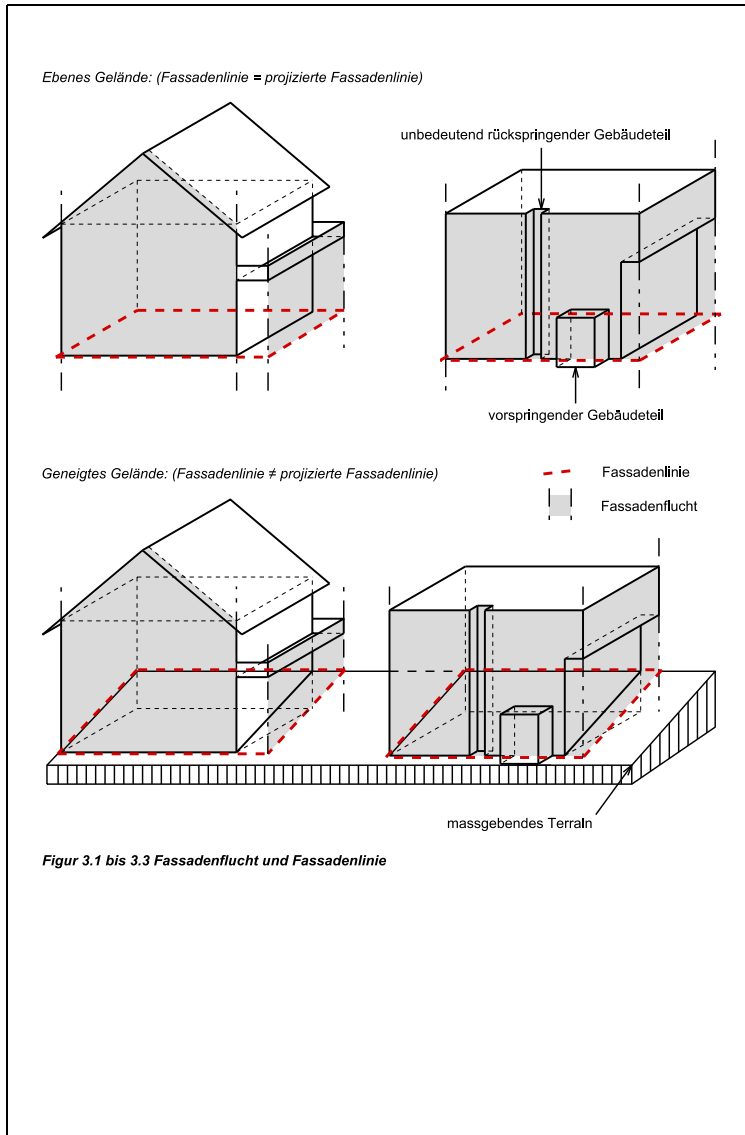 Ebenes Gelände: (Fassadenlinie = projizierte Fassadenlinie)
unbedeutend rückspringender Gebäudeteil
vorspringender Gebäudeteil
Geneigtes Gelände: (Fassadenlinie ≠ projizierte Fassadenlinie)
Fassadenlinie
Fassadenflucht
massgebendes Terrain
Figur 3.1 bis 3.3 Fassadenflucht und Fassadenlinie